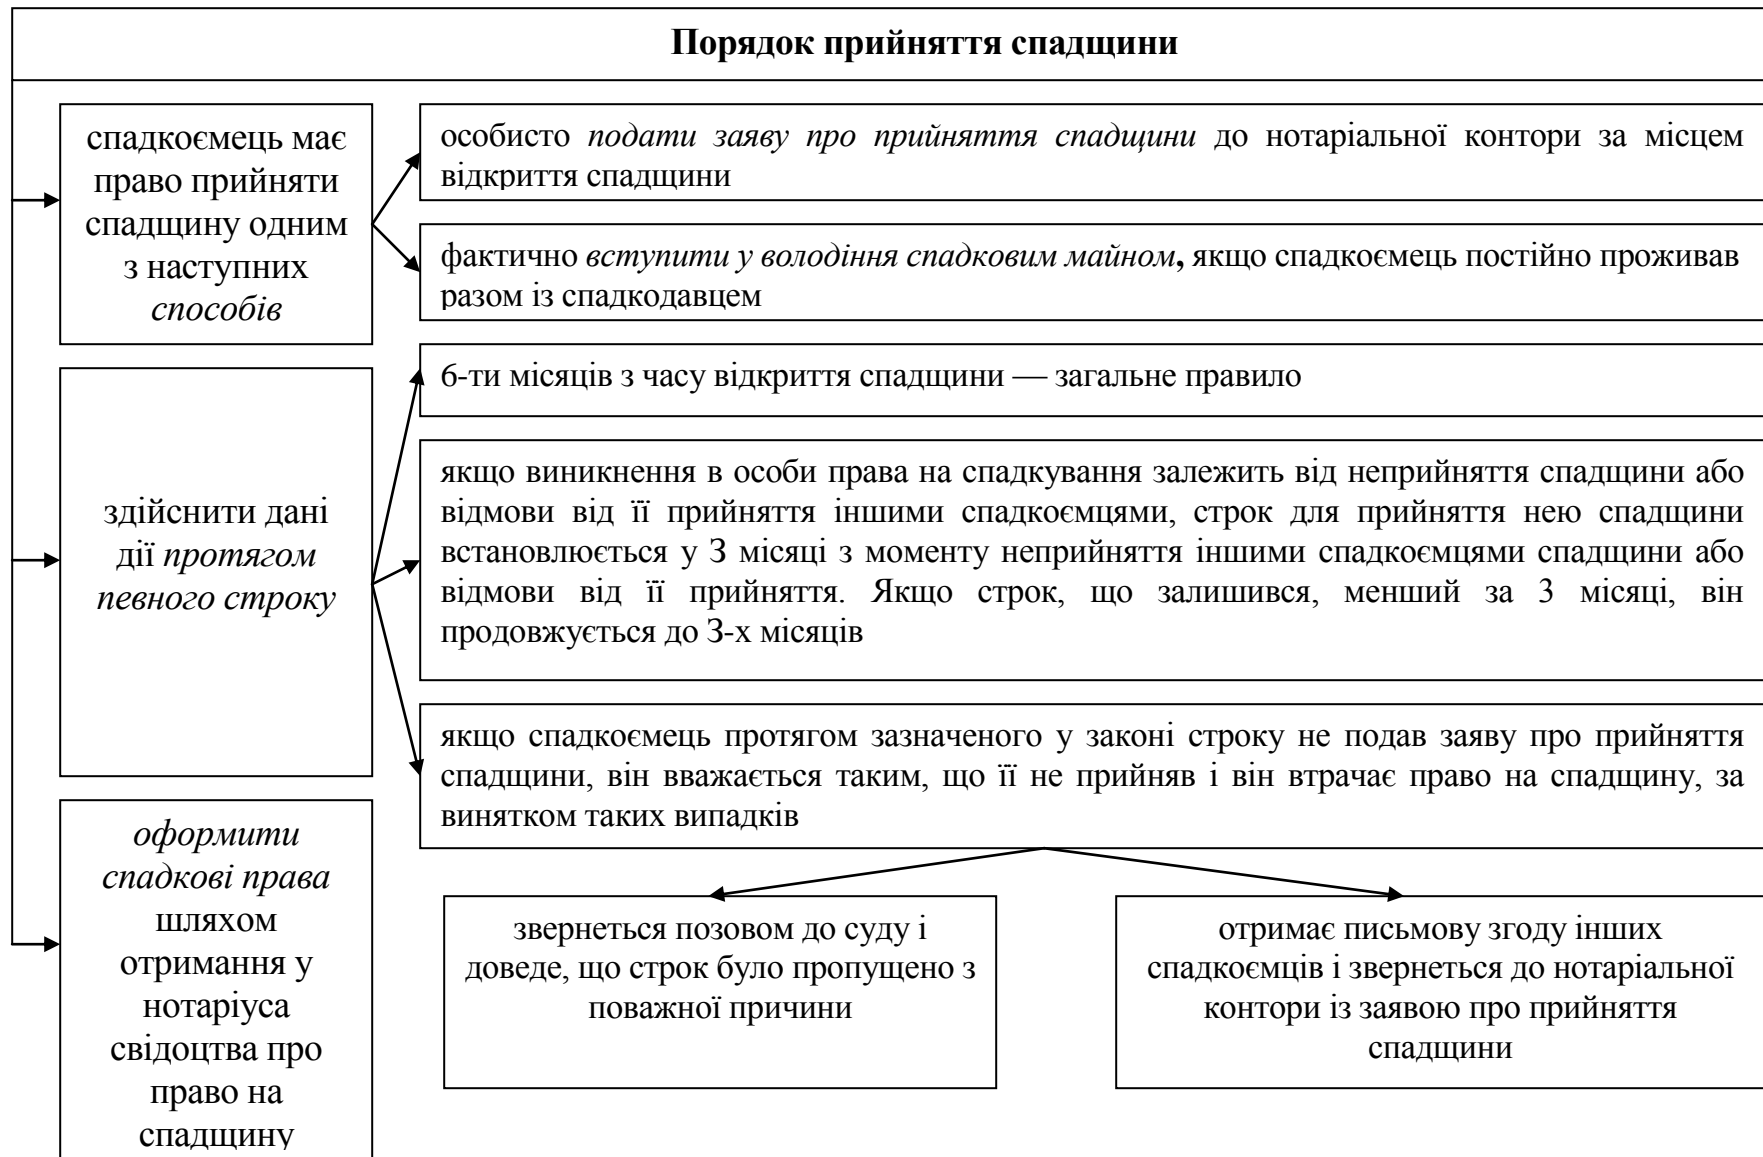 Порядок прийняття спадщини
спадкоємець має
право прийняти
спадщину одним
з наступних
способів
особисто подати заяву про прийняття спадщини до нотаріальної контори за місцем
відкриття спадщини
фактично вступити у володіння спадковим майном, якщо спадкоємець постійно проживав
разом із спадкодавцем
здійснити дані
дії протягом
певного строку
6-ти місяців з часу відкриття спадщини — загальне правило
якщо виникнення в особи права на спадкування залежить від неприйняття спадщини або
відмови від її прийняття іншими спадкоємцями, строк для прийняття нею спадщини
встановлюється у 3 місяці з моменту неприйняття іншими спадкоємцями спадщини або
відмови від її прийняття. Якщо строк, що залишився, менший за 3 місяці, він
продовжується до 3-х місяців
якщо спадкоємець протягом зазначеного у законі строку не подав заяву про прийняття
спадщини, він вважається таким, що її не прийняв і він втрачає право на спадщину, за
винятком таких випадків
звернеться позовом до суду і
доведе, що строк було пропущено з
поважної причини
отримає письмову згоду інших
спадкоємців і звернеться до нотаріальної
контори із заявою про прийняття
спадщини
оформити
спадкові права
шляхом
отримання у
нотаріуса
свідоцтва про
право на
спадщину